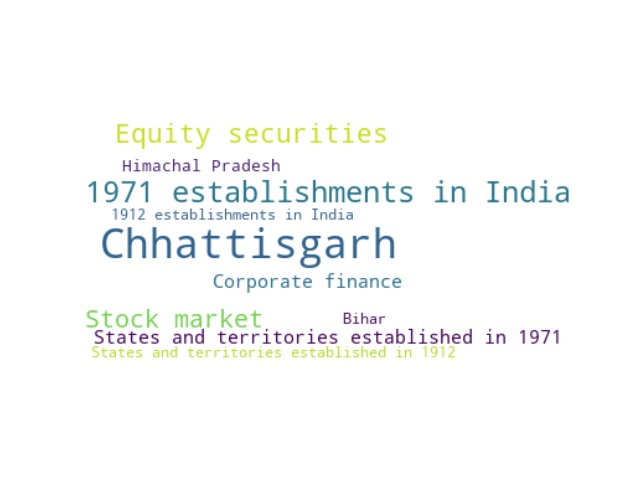 Equity securities
Himachal Pradesh
1971 establishments in India
1912 establishments in India
Chhattisgarh
Corporate finance
Stock market
Bihar
States and territories established in 1971
States and territories established in 1912